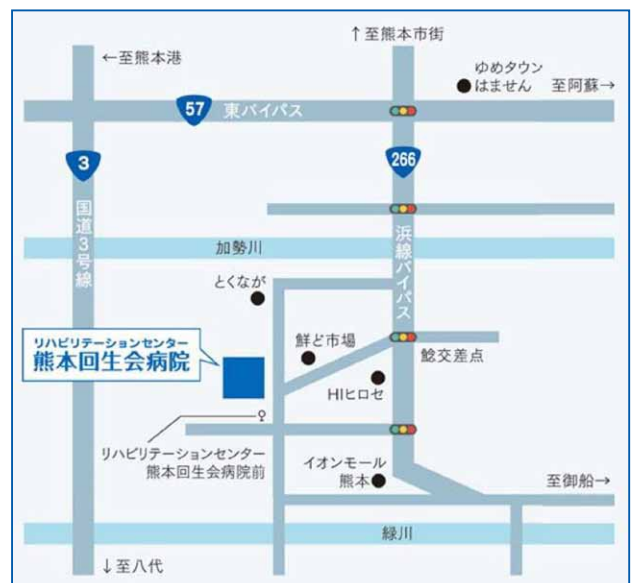 ↑至熊本市街
←至熊本港
ゆめタウン
はません
至阿蘇→
57
東バイパス
3
266
国道3号線
加勢川
浜線バイパス
とくなが
リハビリテーションセンター
熊本回生会病院
鮮ど市場
鯰交差点
HIヒロセ
リハビリテーションセンター
熊本回生会病院前
イオンモール
熊本
至御船→
緑川
↓至八代